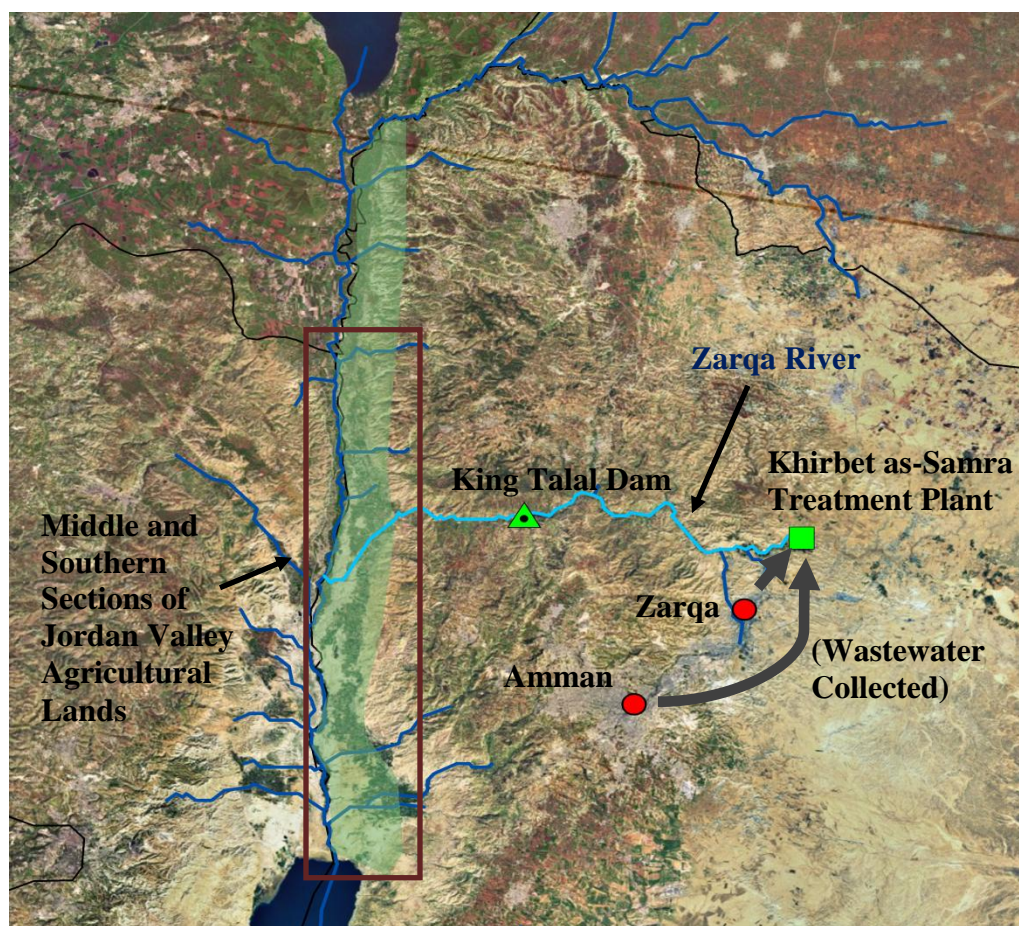 Zarqa River
King Talal Dam
Khirbet as-Samra
Treatment Plant
Middle and
Southern
Sections of
Jordan Valley
Agricultural
Lands
Zarqa
Amman
(Wastewater
Collected)